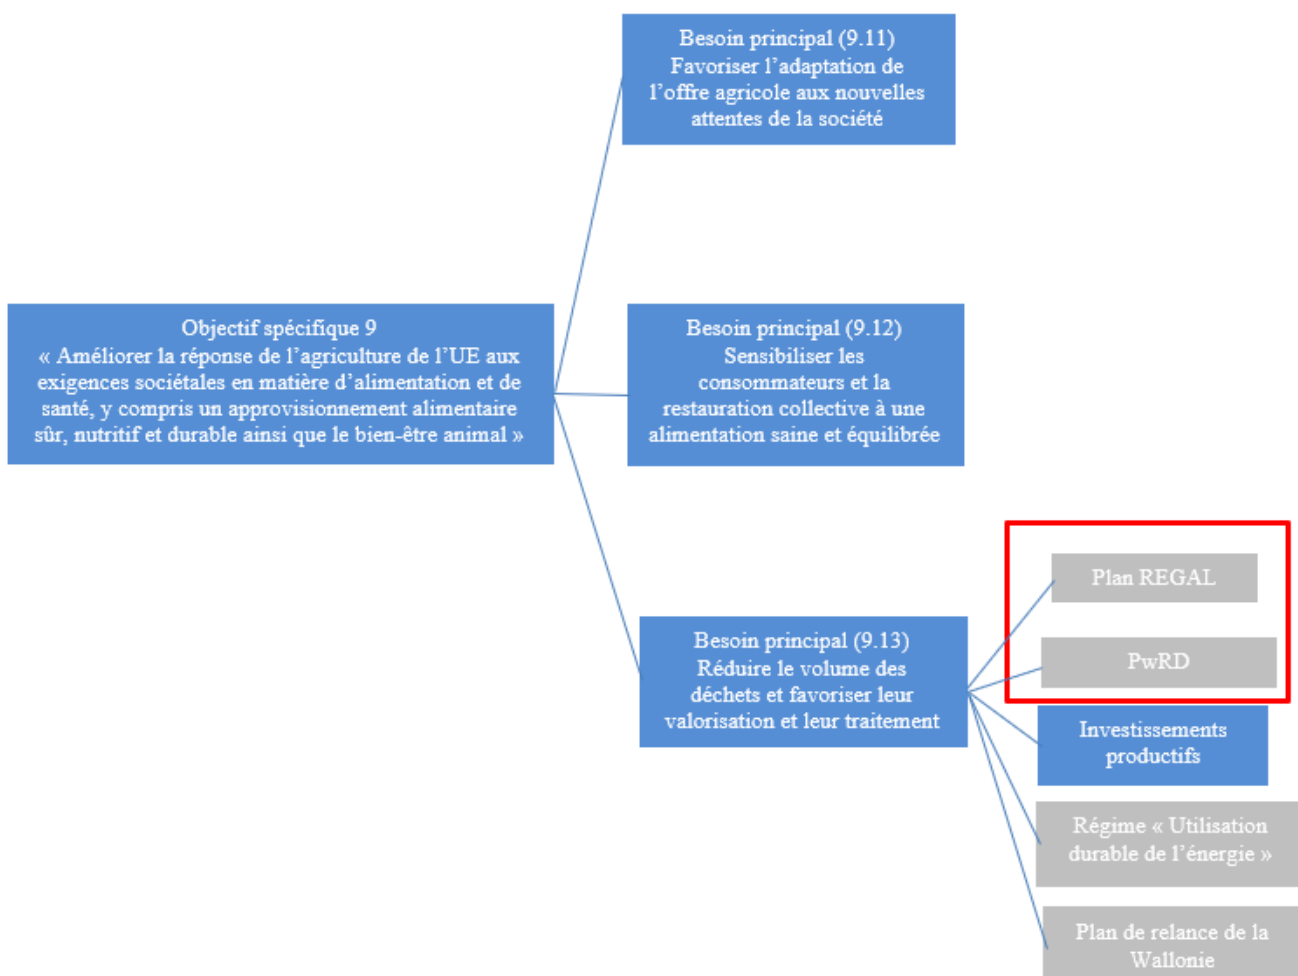 Besoin principal (9.11)
Favoriser l’adaptation de
l’offre agricole aux nouvelles
attentes de la société
Objectif spécifique 9
« Améliorer la réponse de l’agriculture de l’UE aux
exigences sociétales en matière d’alimentation et de
santé, y compris un approvisionnement alimentaire
sûr, nutritif et durable ainsi que le bien-être animal »
Besoin principal (9.12)
Sensibiliser les
consommateurs et la
restauration collective à une
alimentation saine et équilibrée
Besoin principal (9.13)
Réduire le volume des
déchets et favoriser leur
valorisation et leur traitement
Plan REGAL
PwRD
Investissements
productifs
Régime « Utilisation
durable de l’énergie »
Plan de relance de la
Wallonie